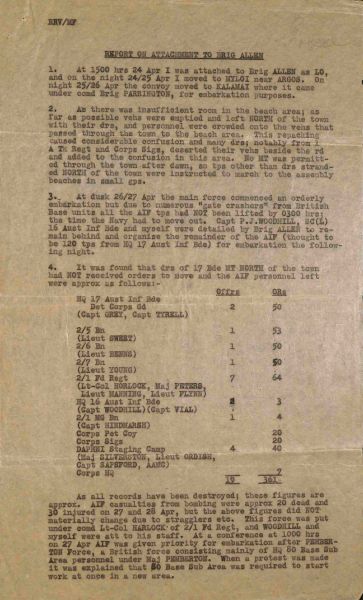 BRV/MF
REPORT ON ATTACHMENT TO BRIG ALLEN
1. At 1500 hrs 24 Apr I was attached to Brig ALLEN as LO,
and on the night 24/25 Apr I moved to MYLOI near ARGOS. On
night 25/26 Apr the convoy moved to KALAMAI where it came
under comd Brig PARRINGTON, for embarkation purposes.
2. As there was insufficient room in the beach area; as
far as possible vehs were emptied and left NORTH of the town
with their drs, and personnel were crowded onto the vehs that
passed through the town to the beach area. This repacking
caused considerable confusion and many drs; notably from 1
A Tk Regt and Corps Sigs, deserted their vehs beside the rd
and added to the confusion in this area. No MT was permitt-
ed through the town after dawn, so tps other than drs strand-
ed NORTH of the town were instructed to march to the assembly
beaches in small gps.
3. At dusk 26/27 Apr the main force commenced an orderly
embarkation but due to numerous "gate crashers" from British
Base units all the AIF tps had NOT been lifted by 0300 hrs:
the time the Navy had to move out. Capt P.J.WOODHILL, SC(L)
16 Aust Inf Bde and myself were detailed by Brig ALLEN to re-
main behind and organise the remainder of the AIF (thought to
be 120 tps from HQ 17 Aust Inf Bde) for embarkation the follow-
ing night.
4. It was found that drs of 197 Bde MT NORTH of the town
had NOT received orders to move and the AIF personnel left
were approx as follows:-
Offrs ORs
HQ 17 Aust Inf Bde
Det Corps Gd 2 50
(Capt GREY, Capt TYRELL)
2/5 Bn 1 53
(Lieut SWEET)
2/6 Bn 1 50
(Lieut BENNS)
2/7 Bn 1 50
(Lieut YOUNG)
2/1 Fd Regt 7 64
(Lt-Col HORLOCK, Maj PETERS,
Lieut MANNING, Lieut FLYNN)
HQ 16 Aust Inf Bde 2 3
(Capt WOODHILL)(Capt VIAL)
2/1 MG Bn 1 4
(Capt HINDMARSH)
Corps Pet Coy 20
Corps Sigs 20
DAPHNI Staging Camp 4 40
(Maj SILVERSTON, Lieut ORDISH,
Capt SAPSFORD, AAMC)
Corps HQ 7
19 361
As all records have been destroyed; these figures are
approx. AIF casualties from bombing were approx 20 dead and
30 injured on 27 and 28 Apr, but the above figures did NOT
materially change due to stragglers etc. This force was put
under comd Lt-Col HARLOCK of 2/1 Fd Regt, and WOODHILL and
myself were att to his staff. At a conference at 1000 hrs
on 27 Apr AIF was given priority for embarkation after PEMBER-
TON Force, a British force consisting mainly of HQ 80 Base Sub
Area personnel under Maj PEMBERTON. When a protest was made
it was explained that 80 Base Sub Area was required to start
work at once in a new area.